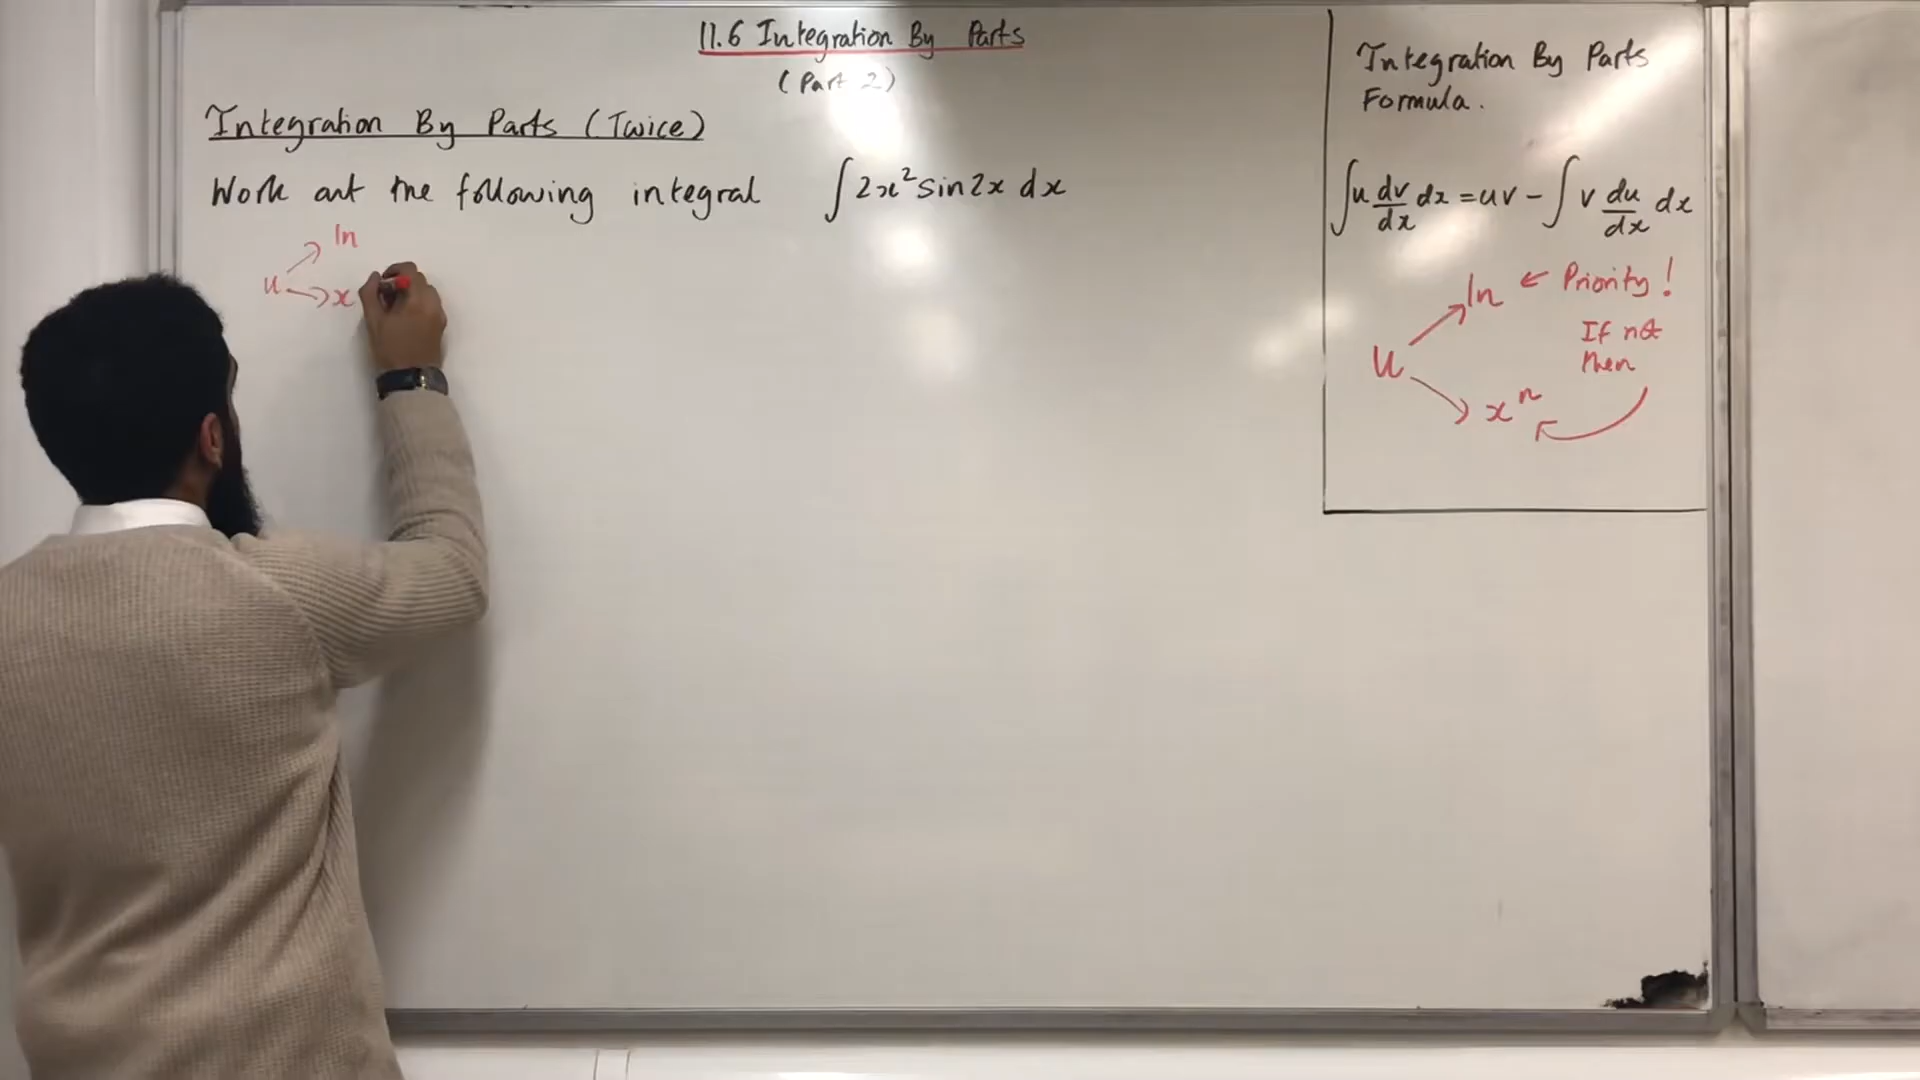 11.6 Integration By Parts
(Part 2)
Integration By Parts (Twice)
Work out the following integral ∫2x²sin2x dx
ln
u
x
Integration By Parts
Formula.
∫u dv/dx dx = uv - ∫v du/dx dx
ln ← Priority!
If not
then
u
xⁿ